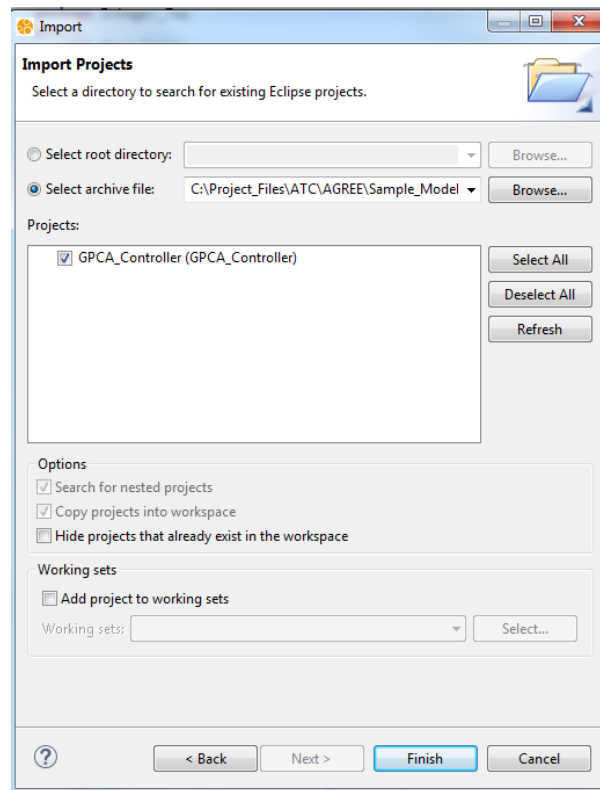 Import
Import Projects
Select a directory to search for existing Eclipse projects.
Select root directory:
Browse...
Select archive file:
C:\Project_Files\ATC\AGREE\Sample_Model
Browse...
Projects:
GPCA_Controller (GPCA_Controller)
Select All
Deselect All
Refresh
Options
Search for nested projects
Copy projects into workspace
Hide projects that already exist in the workspace
Working sets
Add project to working sets
Working sets:
Select...
?
< Back
Next >
Finish
Cancel